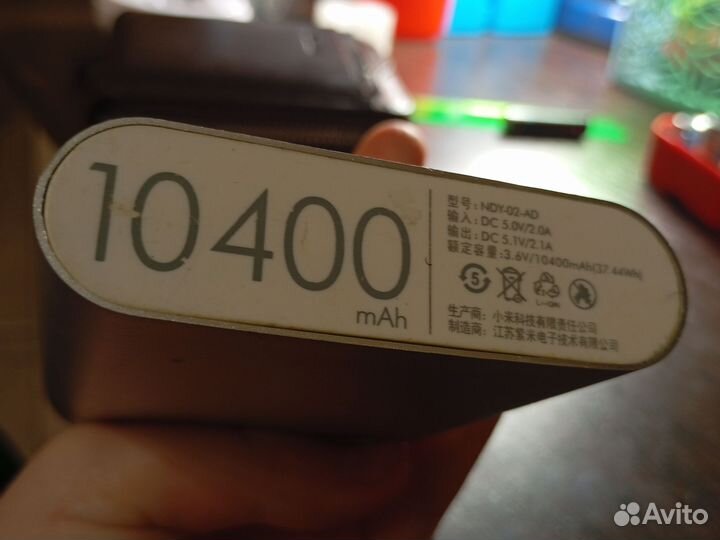 10400
mAh
型号: NDY-02-AD
输入: DC 5.0V/2.0A
输出: DC 5.1V/2.1A
额定容量: 3.6V/10400mAh(37.44WH)
5
Li-ion
生产商: 小米科技有限责任公司
制造商: 江苏紫米电子技术有限公司
Avito